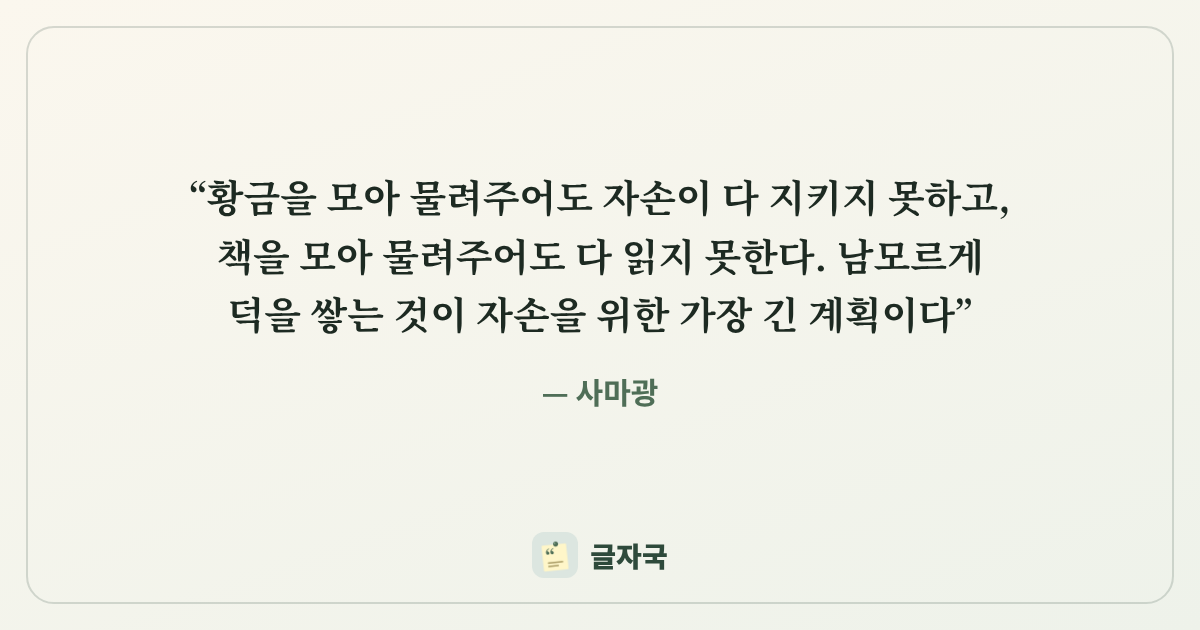 “황금을 모아 물려주어도 자손이 다 지키지 못하고,
책을 모아 물려주어도 다 읽지 못한다. 남모르게
덕을 쌓는 것이 자손을 위한 가장 긴 계획이다”
— 사마광
글자국